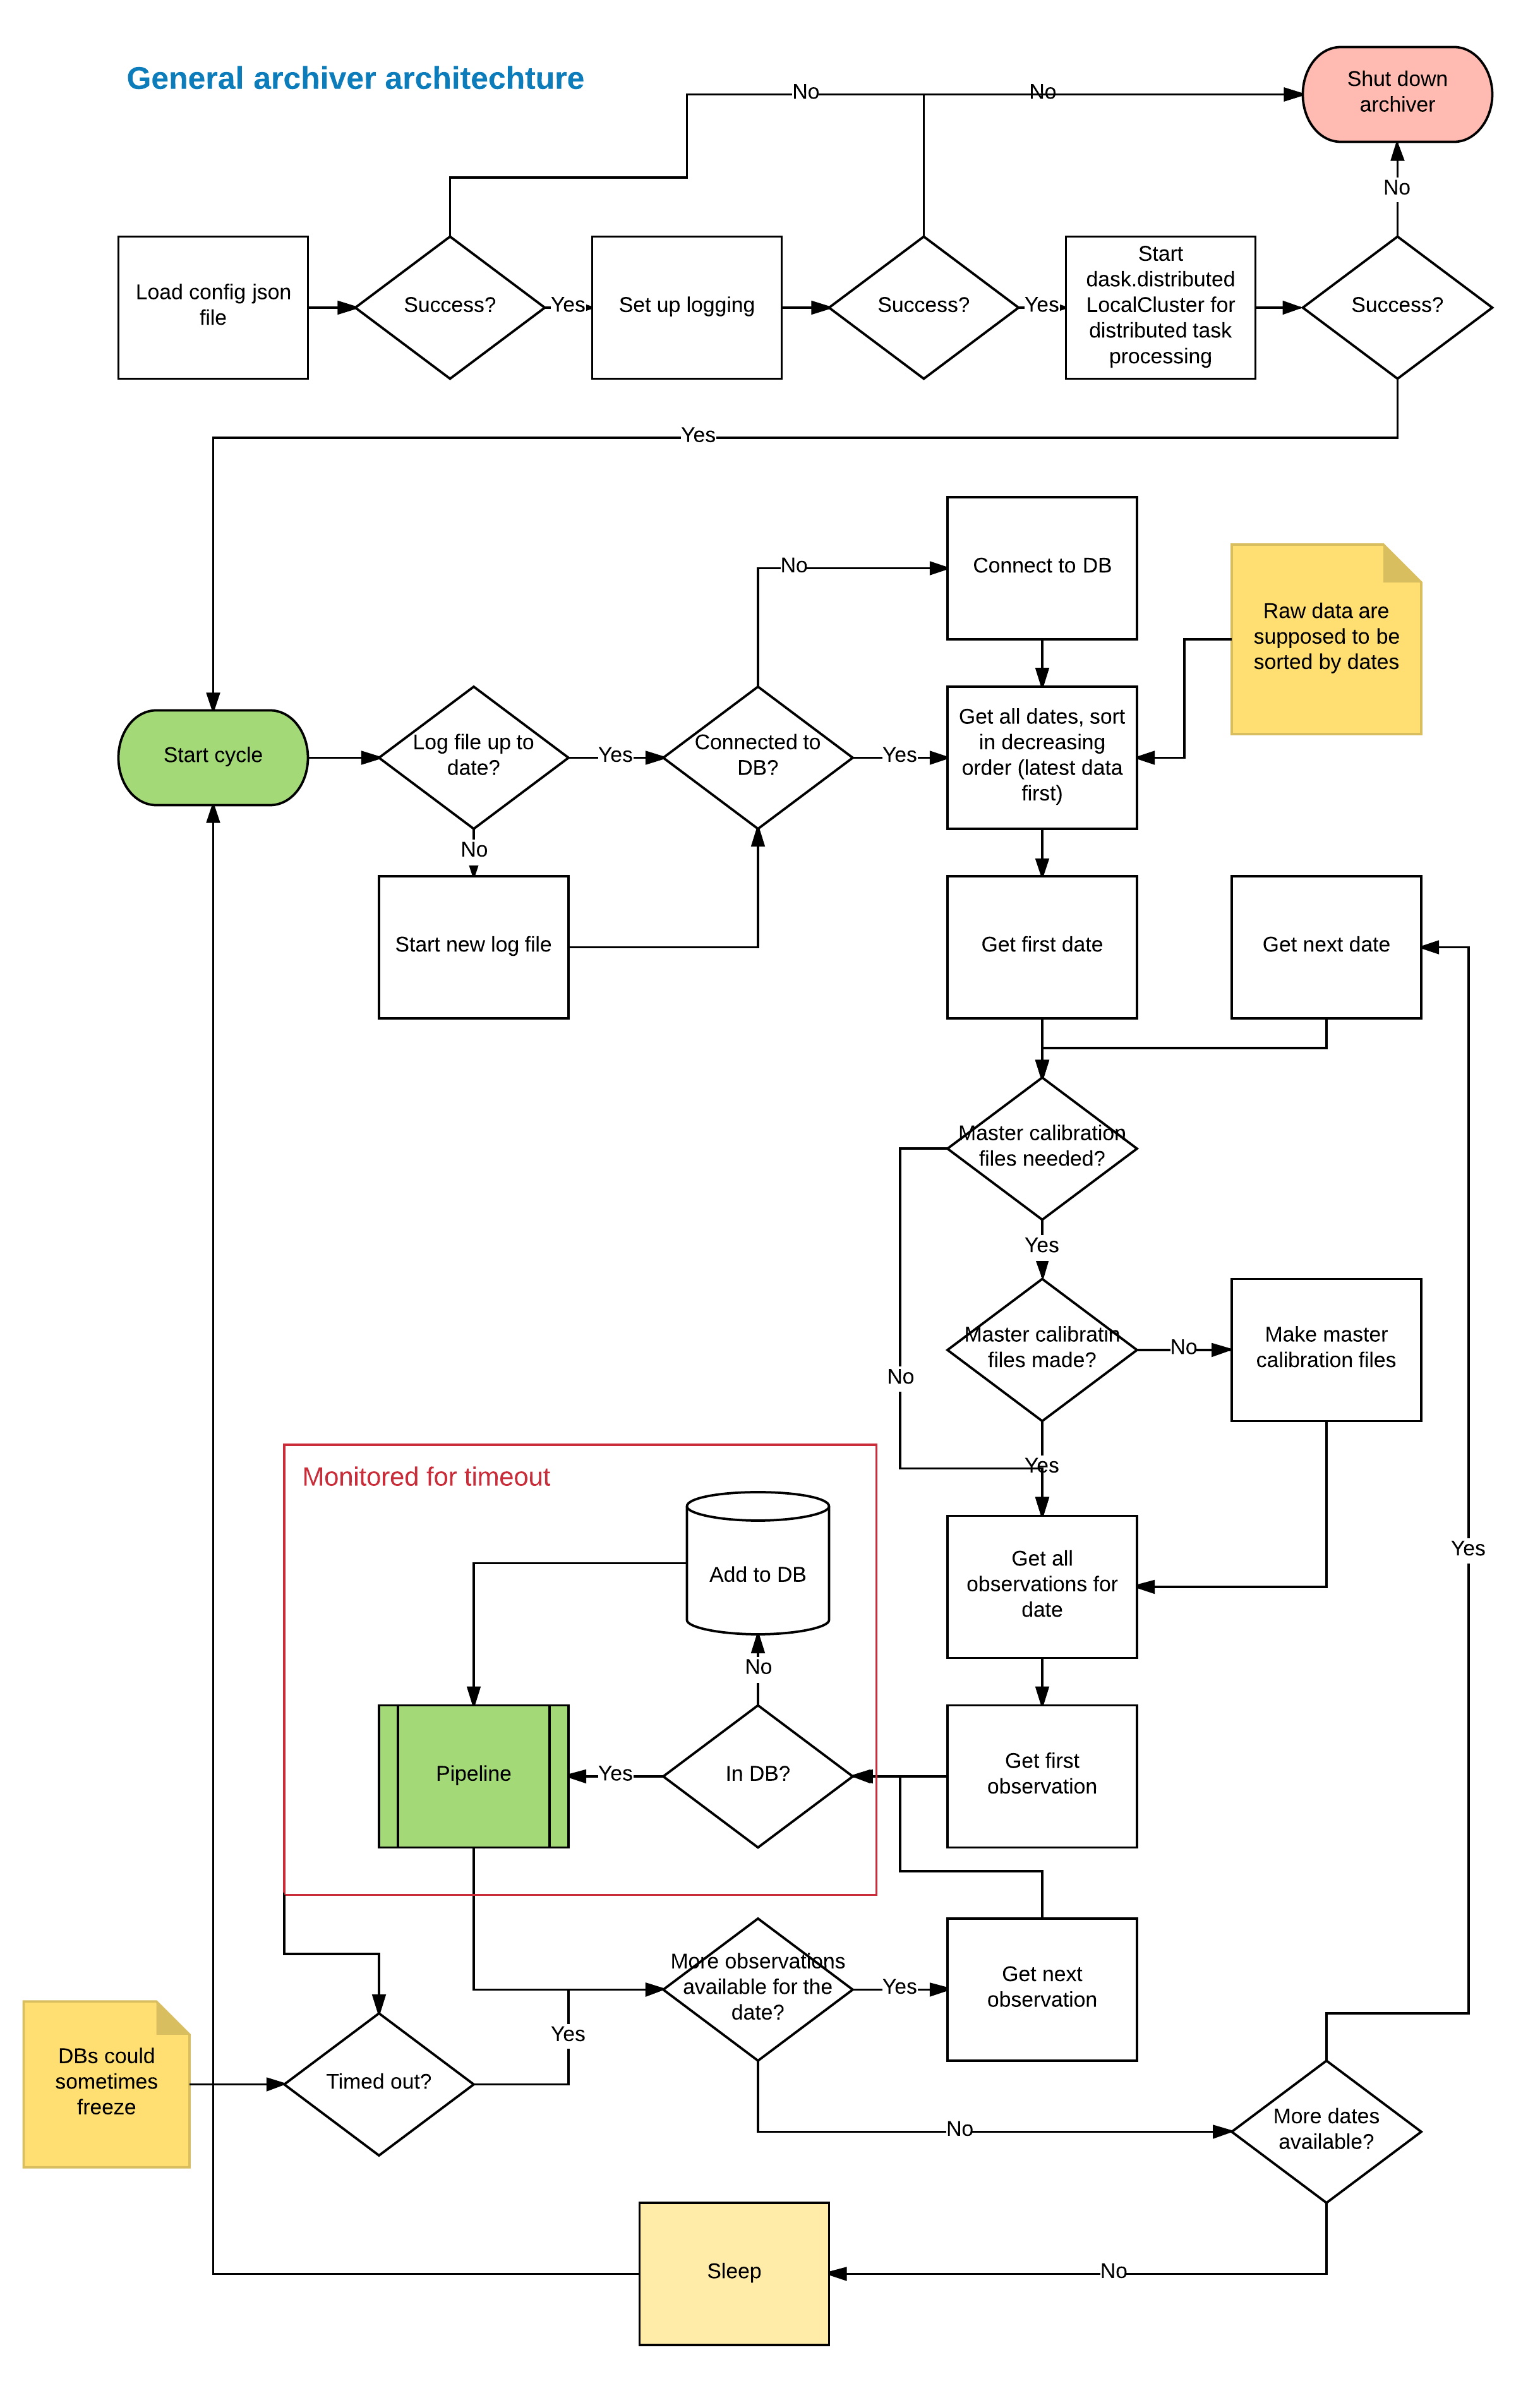 General archiver architechture
No
No
Shut down
archiver
No
Load config json
file
Success?
Yes
Set up logging
Success?
Yes
Start
dask.distributed
LocalCluster for
distributed task
processing
Success?
Yes
Connect to DB
No
Raw data are
supposed to be
sorted by dates
Start cycle
Log file up to
date?
Yes
Connected to
DB?
Yes
Get all dates, sort
in decreasing
order (latest data
first)
No
Start new log file
Get first date
Get next date
Master calibration
files needed?
Yes
Master calibratin
files made?
No
Make master
calibration files
No
Yes
Monitored for timeout
Add to DB
Get all
observations for
date
Yes
No
Pipeline
Yes
In DB?
Get first
observation
More observations
available for the
date?
Yes
Get next
observation
Yes
DBs could
sometimes
freeze
Timed out?
No
More dates
available?
Sleep
No